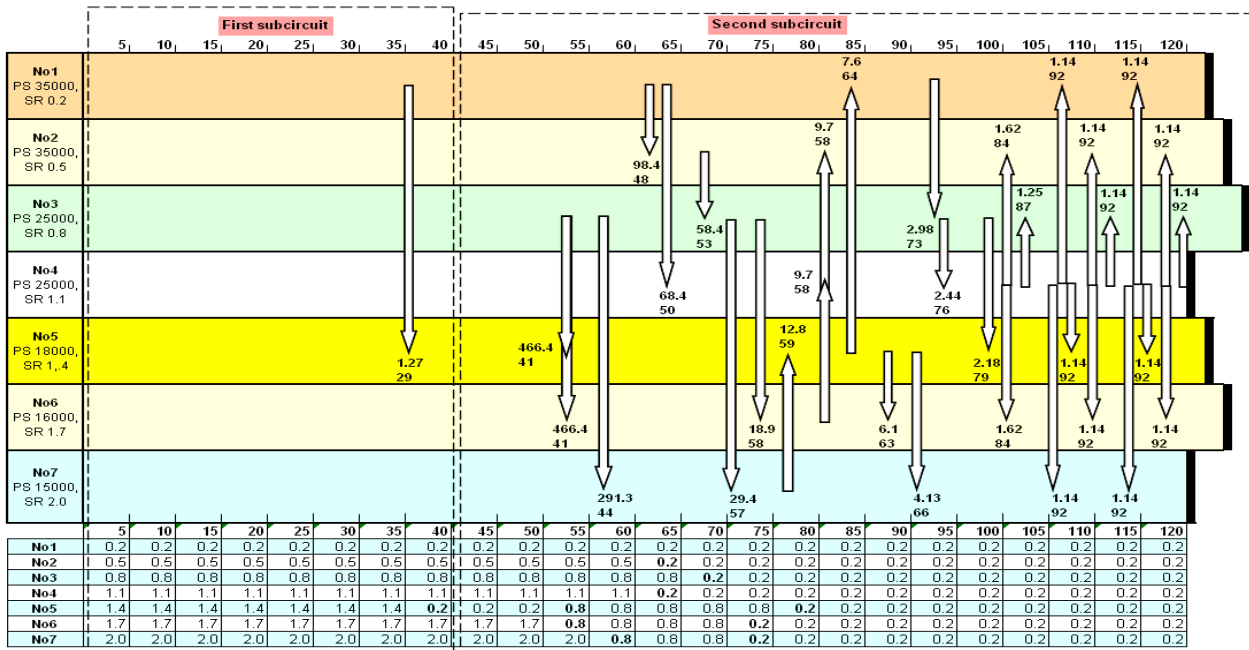 First subcircuit
Second subcircuit
5 10 15 20 25 30 35 40 45 50 55 60 65 70 75 80 85 90 95 100 105 110 115 120
No1
PS 35000,
SR 0.2
7.6
64
1.14
92
1.14
92
No2
PS 35000,
SR 0.5
98.4
48
9.7
58
1.62
84
1.14
92
1.14
92
No3
PS 25000,
SR 0.8
58.4
53
2.98
73
1.25
87
1.14
92
1.14
92
No4
PS 25000,
SR 1.1
68.4
50
9.7
58
2.44
76
No5
PS 18000,
SR 1,.4
1.27
29
466.4
41
12.8
59
2.18
79
1.14
92
1.14
92
No6
PS 16000,
SR 1.7
466.4
41
18.9
58
6.1
63
1.62
84
1.14
92
1.14
92
No7
PS 15000,
SR 2.0
291.3
44
29.4
57
4.13
66
1.14
92
1.14
92
5 10 15 20 25 30 35 40 45 50 55 60 65 70 75 80 85 90 95 100 105 110 115 120
No1 0.2 0.2 0.2 0.2 0.2 0.2 0.2 0.2 0.2 0.2 0.2 0.2 0.2 0.2 0.2 0.2 0.2 0.2 0.2 0.2 0.2 0.2 0.2 0.2
No2 0.5 0.5 0.5 0.5 0.5 0.5 0.5 0.5 0.5 0.5 0.5 0.5 0.2 0.2 0.2 0.2 0.2 0.2 0.2 0.2 0.2 0.2 0.2 0.2
No3 0.8 0.8 0.8 0.8 0.8 0.8 0.8 0.8 0.8 0.8 0.8 0.8 0.8 0.2 0.2 0.2 0.2 0.2 0.2 0.2 0.2 0.2 0.2 0.2
No4 1.1 1.1 1.1 1.1 1.1 1.1 1.1 1.1 1.1 1.1 1.1 1.1 0.2 0.2 0.2 0.2 0.2 0.2 0.2 0.2 0.2 0.2 0.2 0.2
No5 1.4 1.4 1.4 1.4 1.4 1.4 1.4 0.2 0.2 0.2 0.8 0.8 0.8 0.8 0.8 0.2 0.2 0.2 0.2 0.2 0.2 0.2 0.2 0.2
No6 1.7 1.7 1.7 1.7 1.7 1.7 1.7 1.7 1.7 1.7 0.8 0.8 0.8 0.8 0.2 0.2 0.2 0.2 0.2 0.2 0.2 0.2 0.2 0.2
No7 2.0 2.0 2.0 2.0 2.0 2.0 2.0 2.0 2.0 2.0 2.0 0.8 0.8 0.8 0.2 0.2 0.2 0.2 0.2 0.2 0.2 0.2 0.2 0.2